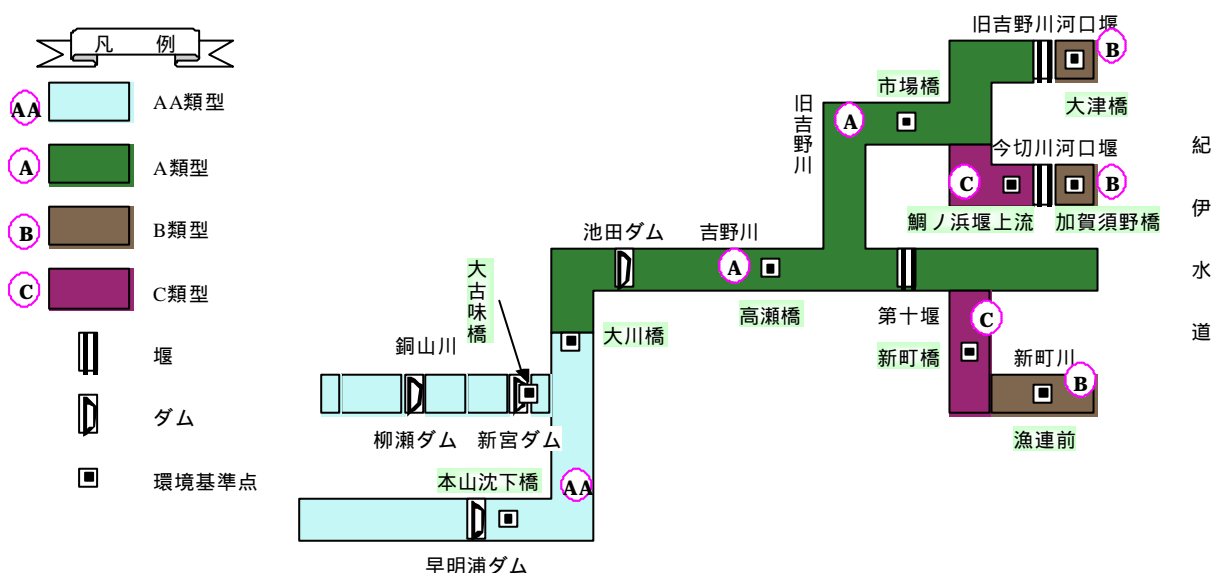 凡 例
AA
AA類型
A
A類型
B
B類型
C
C類型
堰
ダム
環境基準点
旧吉野川河口堰
B
大津橋
市場橋
A
旧吉野川
今切川河口堰
C
B
鯛ノ浜堰上流
加賀須野橋
紀伊水道
池田ダム
吉野川
A
高瀬橋
第十堰
大古味橋
大川橋
銅山川
柳瀬ダム
新宮ダム
C
新町橋
新町川
B
漁連前
本山沈下橋
AA
早明浦ダム